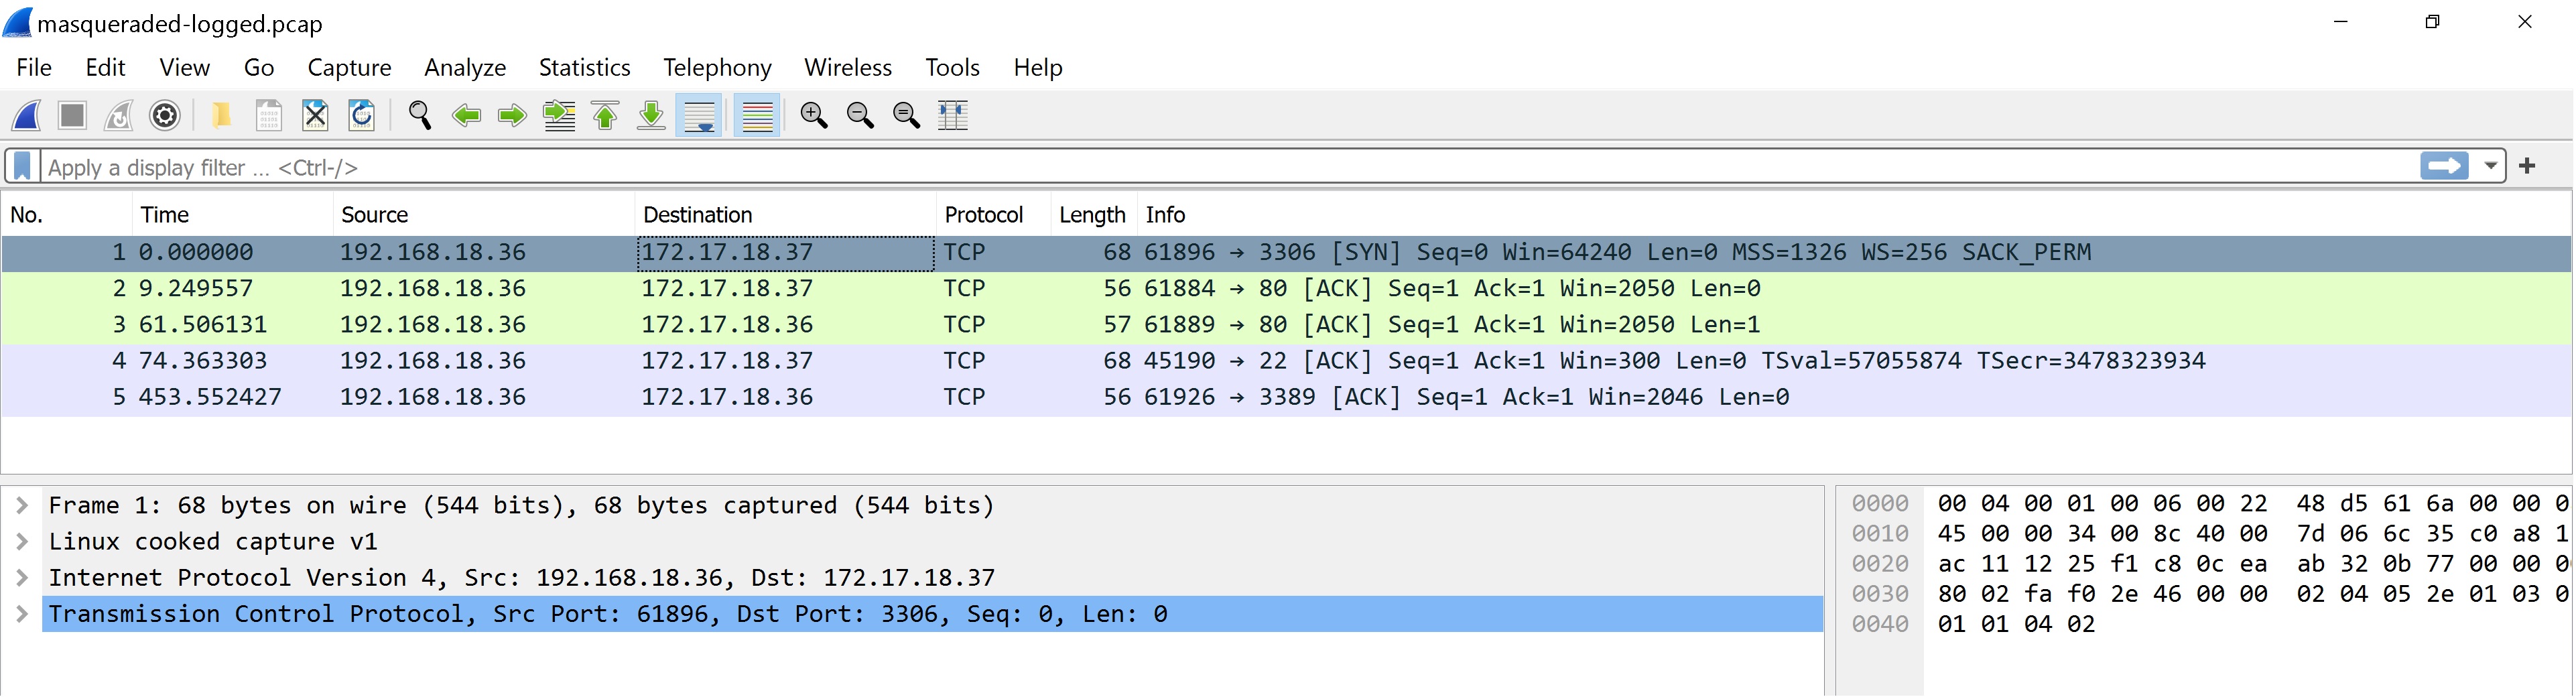 masqueraded-logged.pcap
File Edit View Go Capture Analyze Statistics Telephony Wireless Tools Help
Apply a display filter ... <Ctrl-/>
No. Time Source Destination Protocol Length Info
1 0.000000 192.168.18.36 172.17.18.37 TCP 68 61896 → 3306 [SYN] Seq=0 Win=64240 Len=0 MSS=1326 WS=256 SACK_PERM
2 9.249557 192.168.18.36 172.17.18.37 TCP 56 61884 → 80 [ACK] Seq=1 Ack=1 Win=2050 Len=0
3 61.506131 192.168.18.36 172.17.18.36 TCP 57 61889 → 80 [ACK] Seq=1 Ack=1 Win=2050 Len=1
4 74.363303 192.168.18.36 172.17.18.37 TCP 68 45190 → 22 [ACK] Seq=1 Ack=1 Win=300 Len=0 TSval=57055874 TSecr=3478323934
5 453.552427 192.168.18.36 172.17.18.36 TCP 56 61926 → 3389 [ACK] Seq=1 Ack=1 Win=2046 Len=0
Frame 1: 68 bytes on wire (544 bits), 68 bytes captured (544 bits)
Linux cooked capture v1
Internet Protocol Version 4, Src: 192.168.18.36, Dst: 172.17.18.37
Transmission Control Protocol, Src Port: 61896, Dst Port: 3306, Seq: 0, Len: 0
0000 00 04 00 01 00 06 00 22 48 d5 61 6a 00 00 0
0010 45 00 00 34 00 8c 40 00 7d 06 6c 35 c0 a8 1
0020 ac 11 12 25 f1 c8 0c ea ab 32 0b 77 00 00 0
0030 80 02 fa f0 2e 46 00 00 02 04 05 2e 01 03 0
0040 01 01 04 02